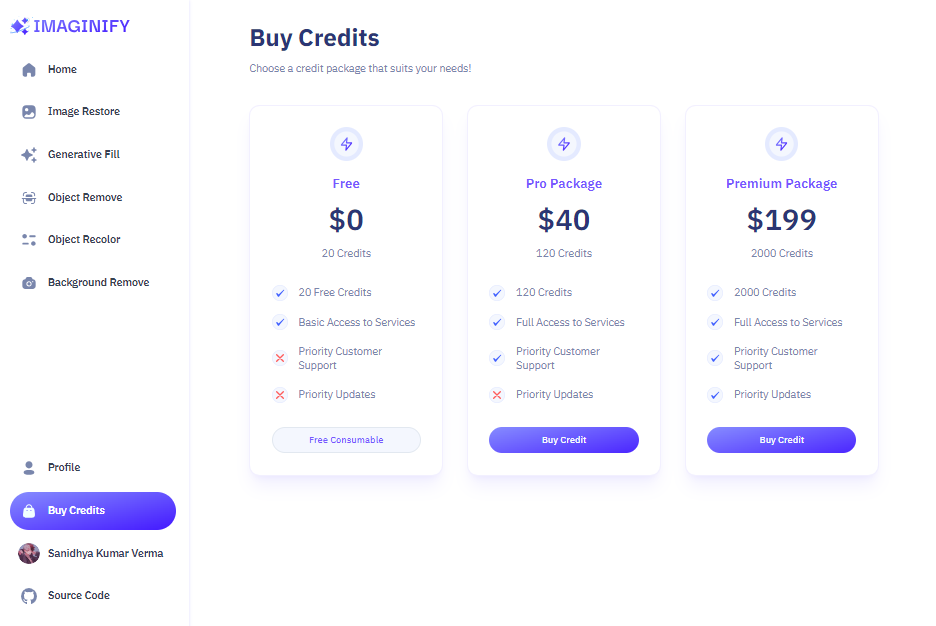 IMAGINIFY
Home
Image Restore
Generative Fill
Object Remove
Object Recolor
Background Remove
Profile
Buy Credits
Sanidhya Kumar Verma
Source Code
Buy Credits
Choose a credit package that suits your needs!
Free
$0
20 Credits
20 Free Credits
Basic Access to Services
Priority Customer
Support
Priority Updates
Free Consumable
Pro Package
$40
120 Credits
120 Credits
Full Access to Services
Priority Customer
Support
Priority Updates
Buy Credit
Premium Package
$199
2000 Credits
2000 Credits
Full Access to Services
Priority Customer
Support
Priority Updates
Buy Credit